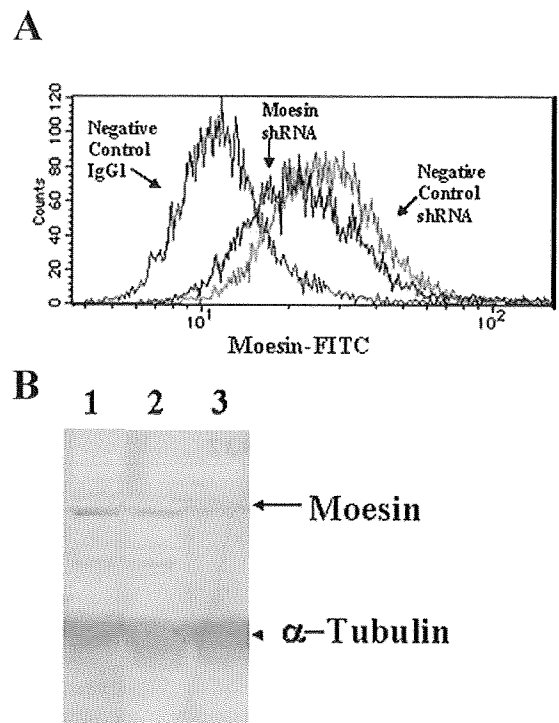 A
120
100
80
60
40
20
0
Counts
Negative
Control
IgG1
Moesin
shRNA
Negative
Control
shRNA
10¹
10²
Moesin-FITC
B
1 2 3
Moesin
α-Tubulin